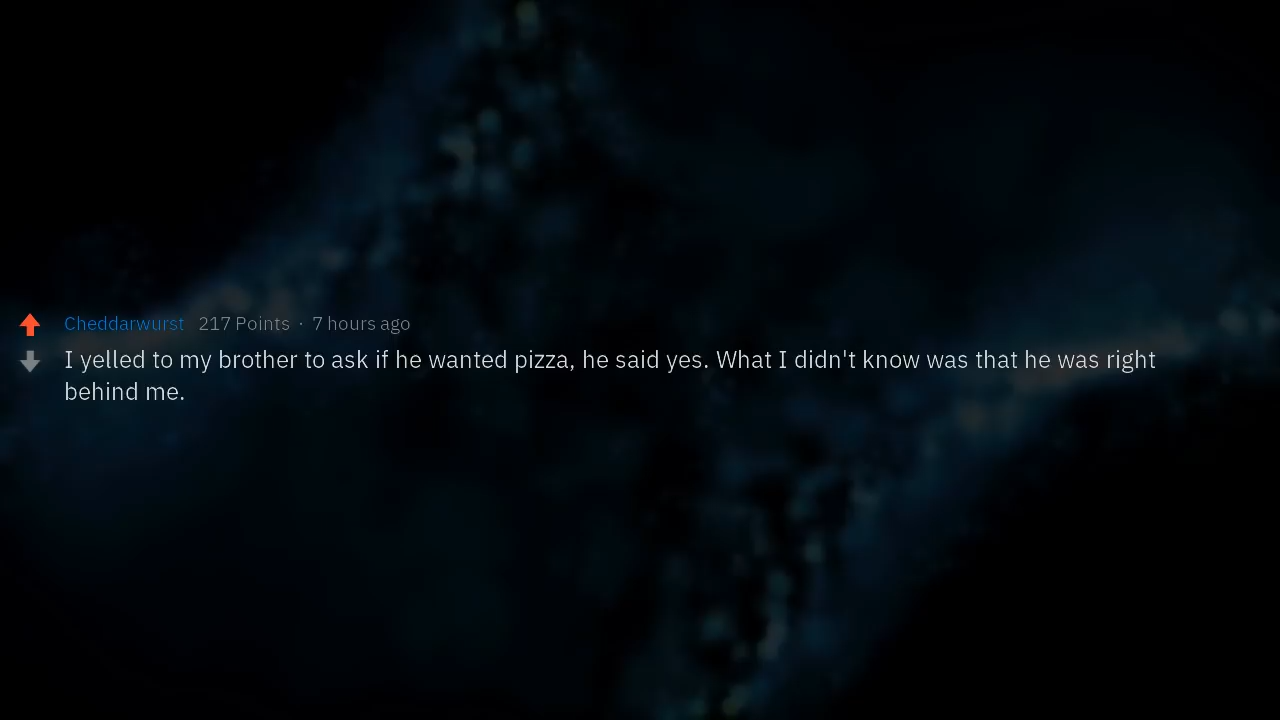 Cheddarwurst 217 Points · 7 hours ago
I yelled to my brother to ask if he wanted pizza, he said yes. What I didn't know was that he was right
behind me.